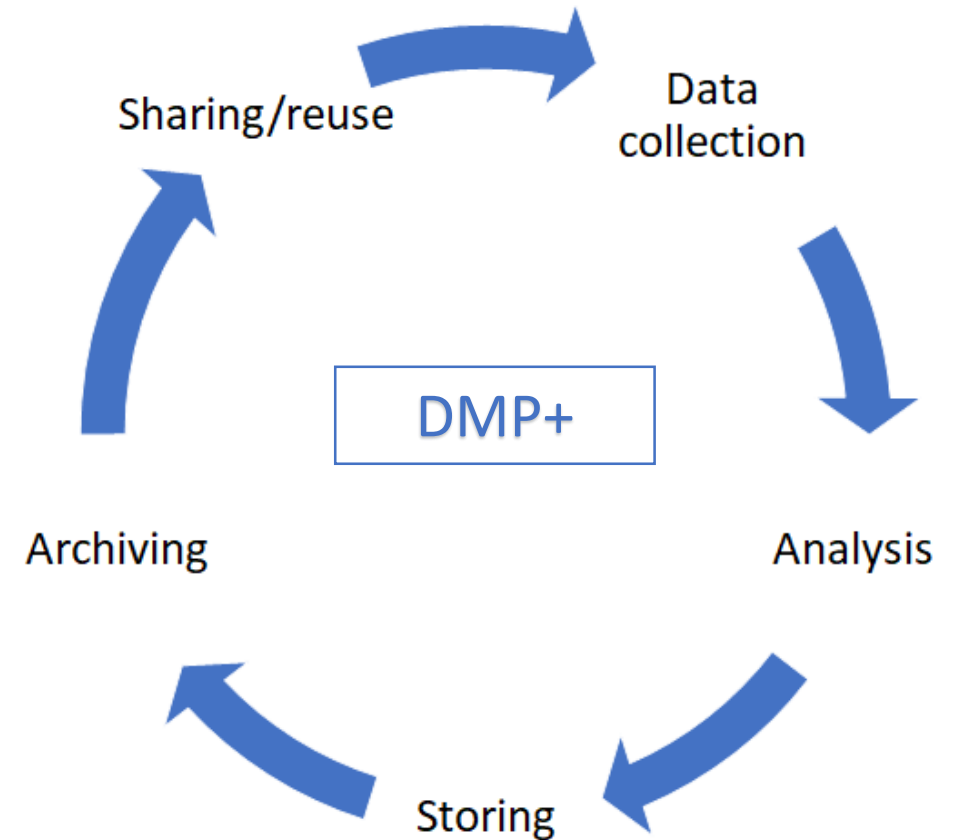 Sharing/reuse
Data
collection
DMP+
Archiving
Analysis
Storing